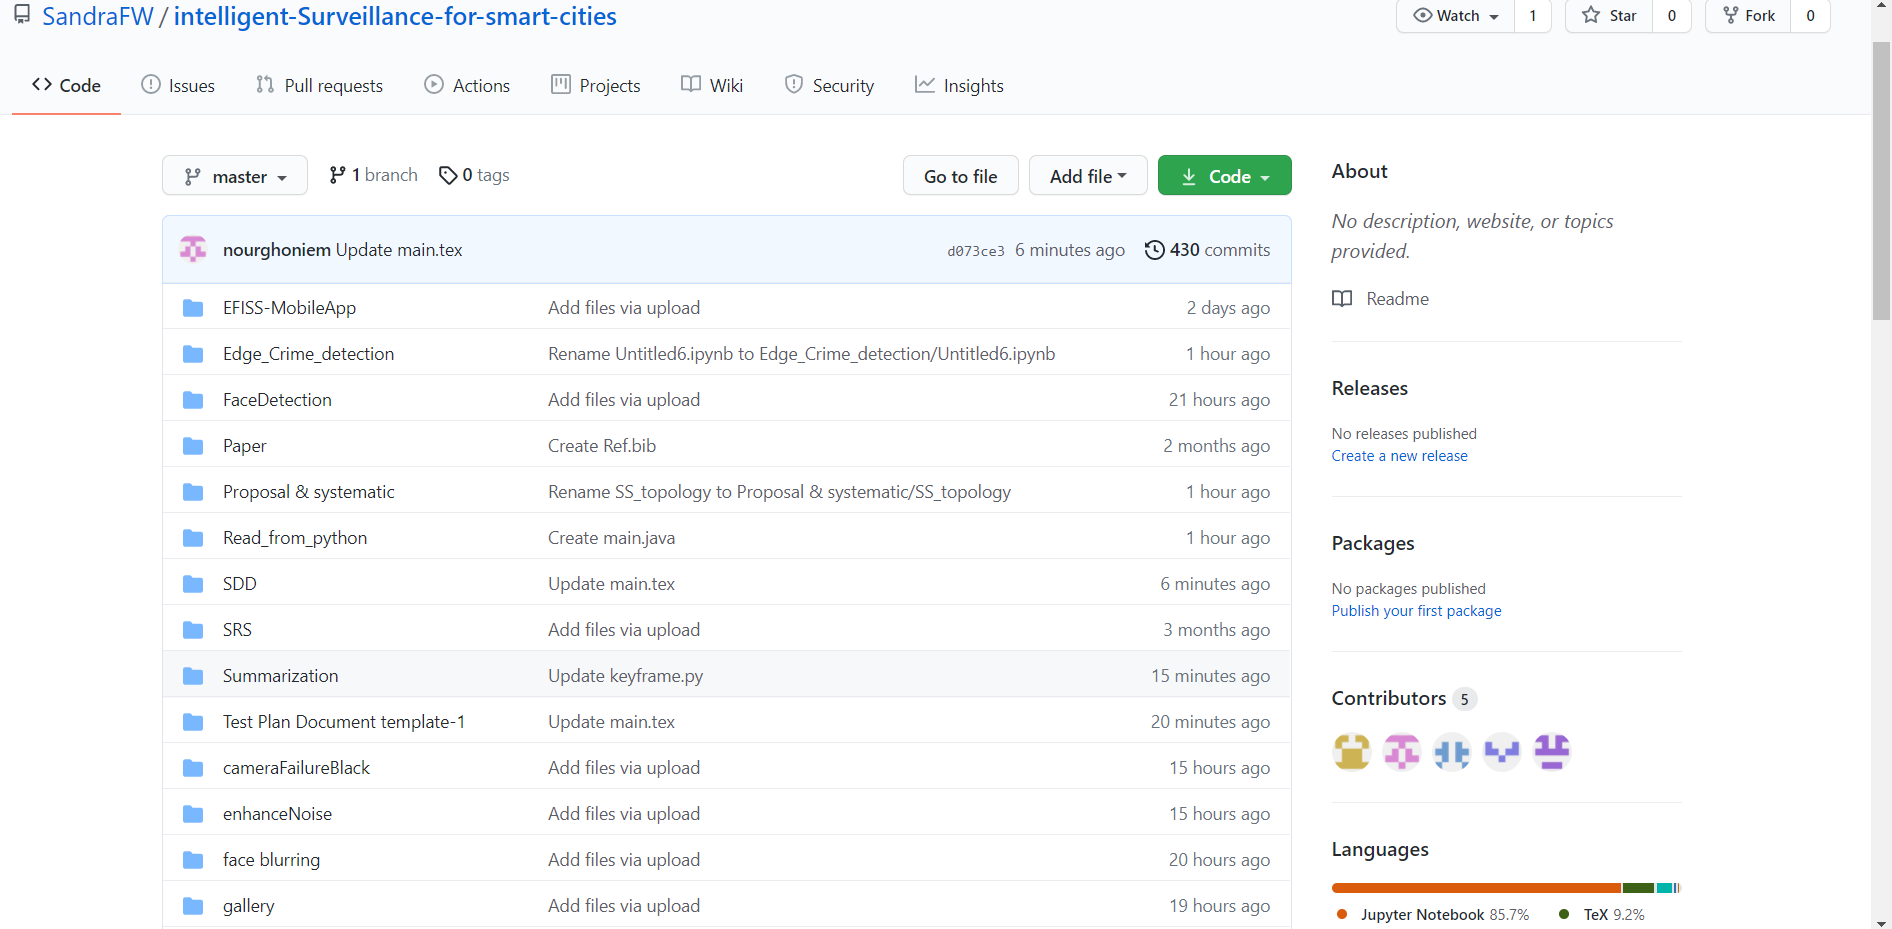 SandraFW / intelligent-Surveillance-for-smart-cities
Watch 1 Star 0 Fork 0
Code Issues Pull requests Actions Projects Wiki Security Insights
master 1 branch 0 tags Go to file Add file Code
nourghoniem Update main.tex d073ce3 6 minutes ago 430 commits
EFISS-MobileApp Add files via upload 2 days ago
Edge_Crime_detection Rename Untitled6.ipynb to Edge_Crime_detection/Untitled6.ipynb 1 hour ago
FaceDetection Add files via upload 21 hours ago
Paper Create Ref.bib 2 months ago
Proposal & systematic Rename SS_topology to Proposal & systematic/SS_topology 1 hour ago
Read_from_python Create main.java 1 hour ago
SDD Update main.tex 6 minutes ago
SRS Add files via upload 3 months ago
Summarization Update keyframe.py 15 minutes ago
Test Plan Document template-1 Update main.tex 20 minutes ago
cameraFailureBlack Add files via upload 15 hours ago
enhanceNoise Add files via upload 15 hours ago
face blurring Add files via upload 20 hours ago
gallery Add files via upload 19 hours ago
About
No description, website, or topics
provided.
Readme
Releases
No releases published
Create a new release
Packages
No packages published
Publish your first package
Contributors 5
Languages
Jupyter Notebook 85.7% TeX 9.2%